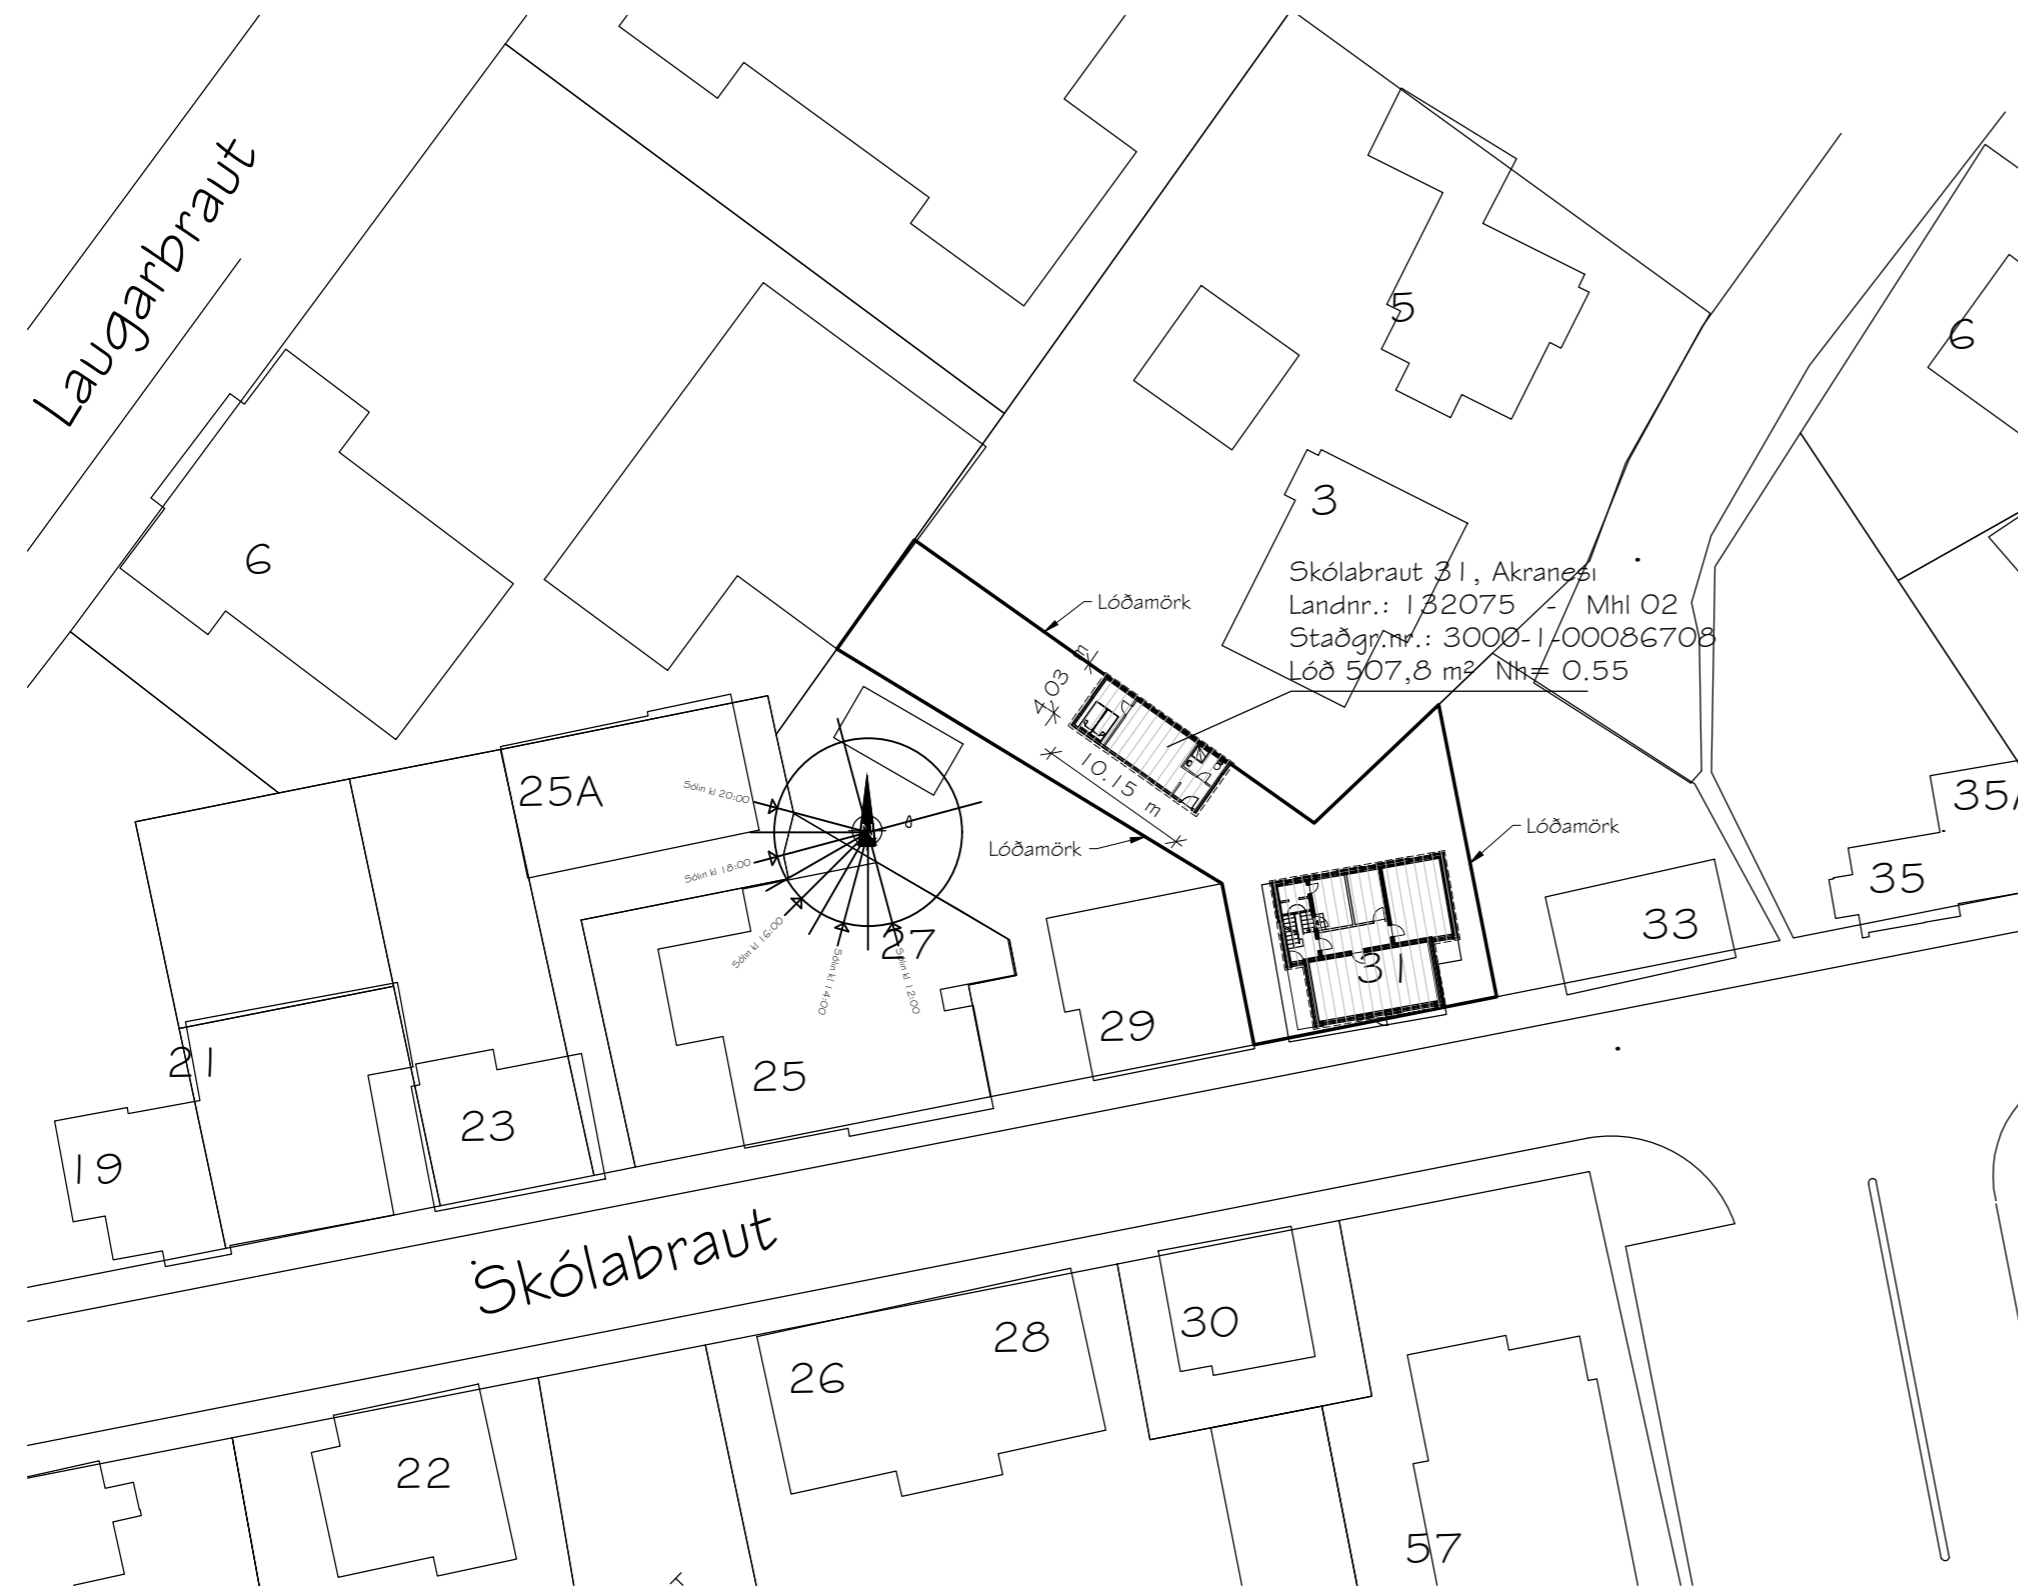 Laugarbraut
5
6
3
6
Skólabraut 31, Akranesi
Landnr.: 132075 - Mhl 02
Staðgr.nr.: 3000-1-00086708
Lóð 507,8 m² Nh= 0.55
Lóðamörk
4.03 m
10.15 m
Lóðamörk
Lóðamörk
25A
Sólin kl 20:00
Sólin kl 18:00
Sólin kl 16:00
Sólin kl 14:00
Sólin kl 12:00
27
31
33
35
35A
29
25
21
23
19
Skólabraut
30
28
26
22
57